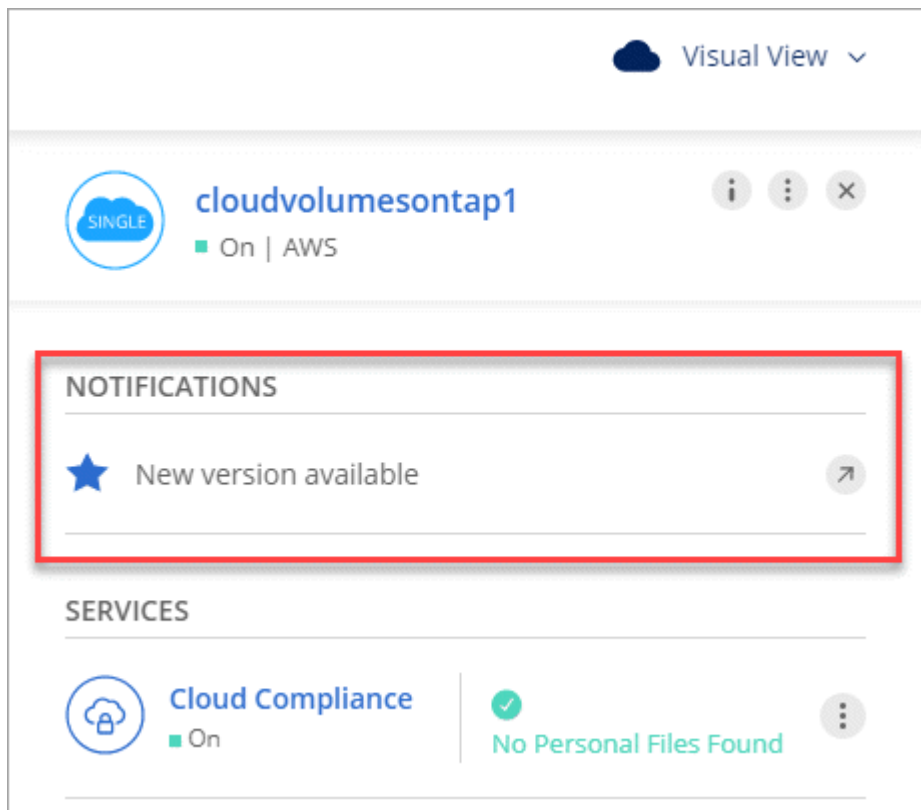 Visual View
SINGLE
cloudvolumesontap1
On | AWS
NOTIFICATIONS
New version available
SERVICES
Cloud Compliance
On
No Personal Files Found